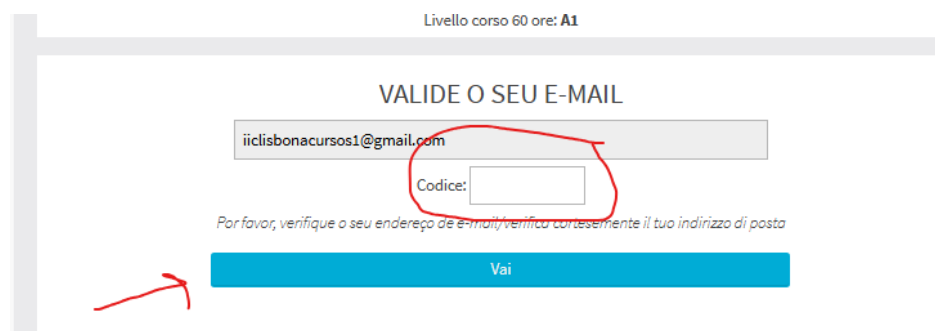 Livello corso 60 ore: A1
VALIDE O SEU E-MAIL
iiclisbonacursos1@gmail.com
Codice:
Por favor, verifique o seu endereço de e-mail/verifica cortesemente il tuo indirizzo di posta
Vai